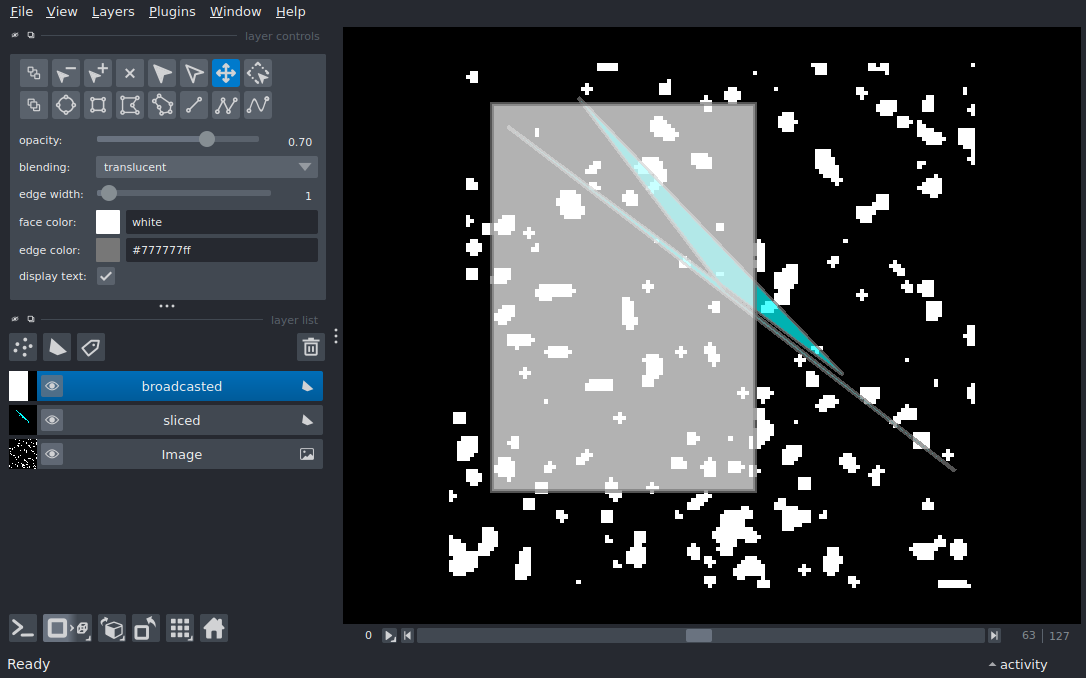 File View Layers Plugins Window Help
layer controls
opacity: 0.70
blending: translucent
edge width: 1
face color: white
edge color: #777777ff
display text:
layer list
broadcasted
sliced
Image
0 63 127
Ready activity